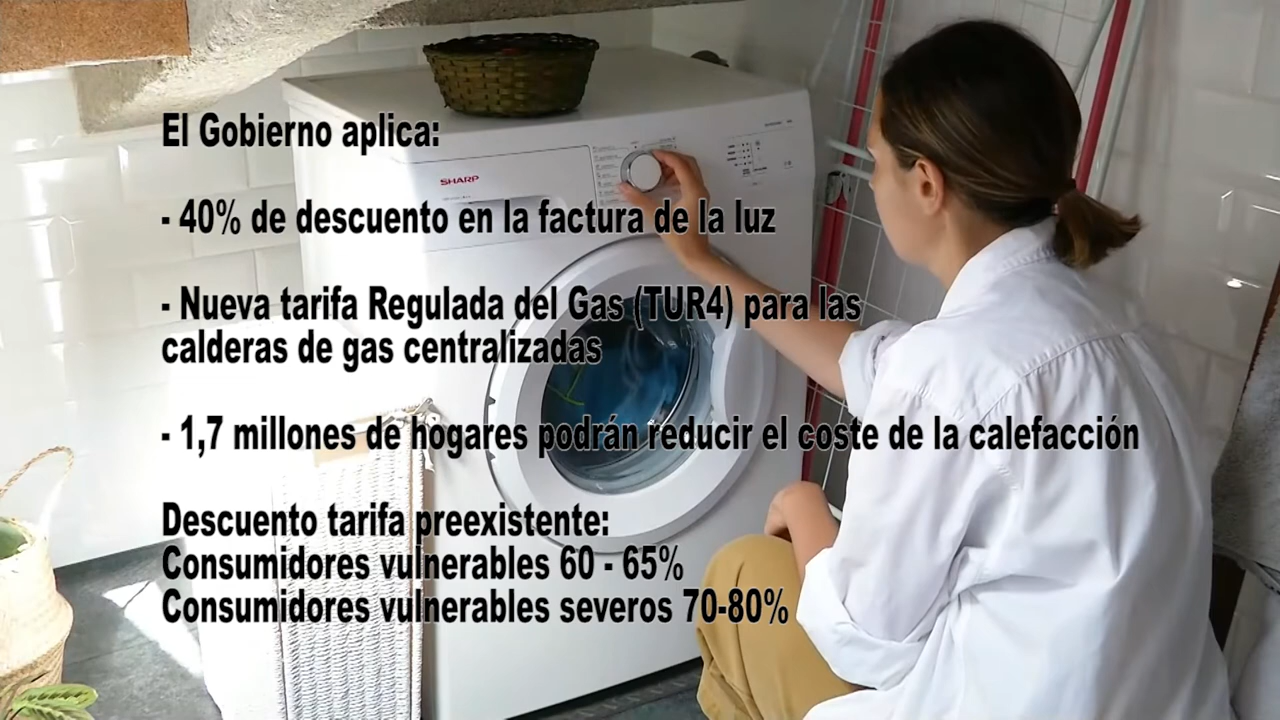 El Gobierno aplica:
- 40% de descuento en la factura de la luz
- Nueva tarifa Regulada del Gas (TUR4) para las
calderas de gas centralizadas
- 1,7 millones de hogares podrán reducir el coste de la calefacción
Descuento tarifa preexistente:
Consumidores vulnerables 60 - 65%
Consumidores vulnerables severos 70-80%
SHARP